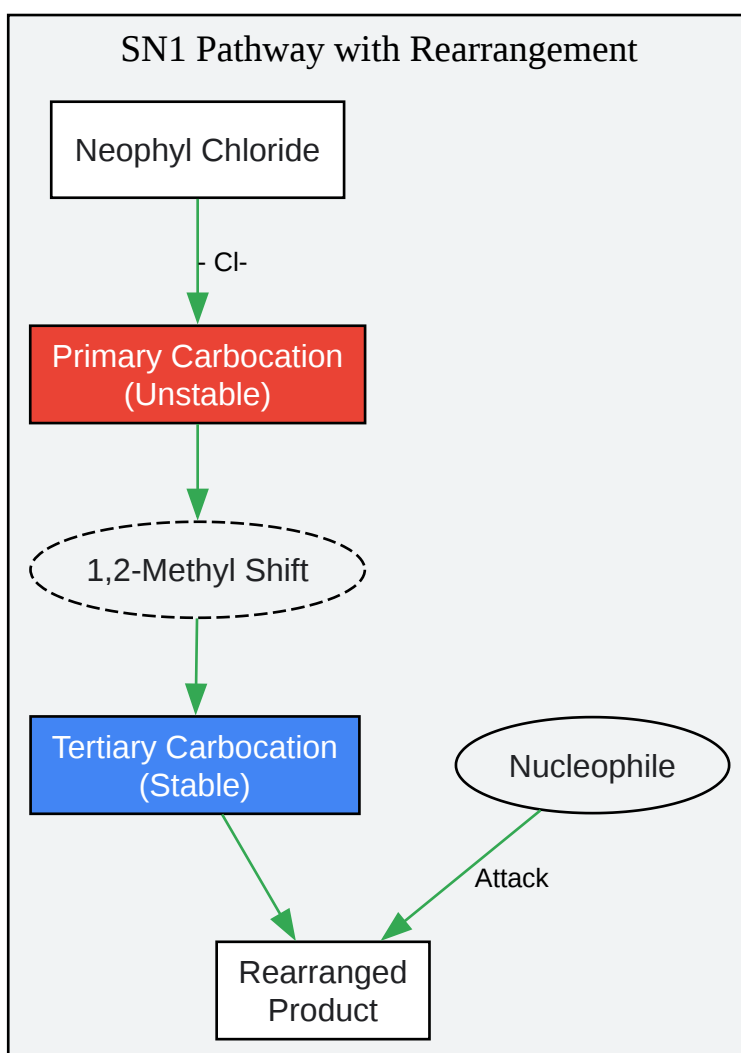 SN1 Pathway with Rearrangement
Neophyl Chloride
- Cl-
Primary Carbocation
(Unstable)
1,2-Methyl Shift
Tertiary Carbocation
(Stable)
Nucleophile
Attack
Rearranged
Product